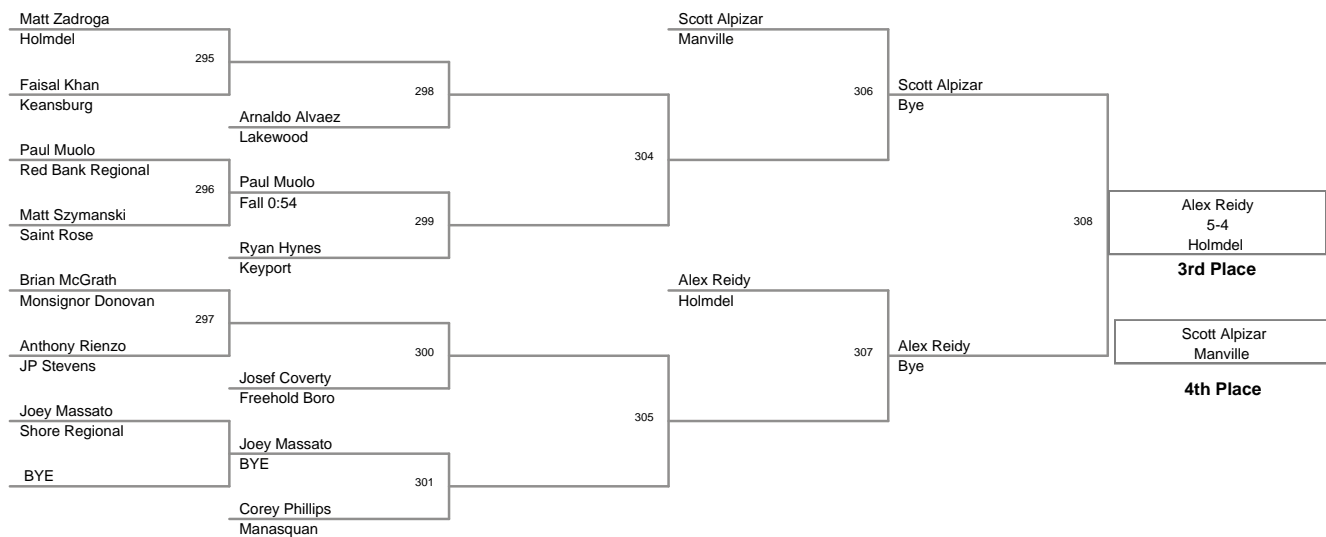 Matt Zadroga
Holmdel
295
Faisal Khan
Keansburg
298
Arnaldo Alvaez
Lakewood
Paul Muolo
Red Bank Regional
296
Paul Muolo
Fall 0:54
Matt Szymanski
Saint Rose
299
Ryan Hynes
Keyport
304
Brian McGrath
Monsignor Donovan
297
Anthony Rienzo
JP Stevens
300
Josef Coverty
Freehold Boro
Joey Massato
Shore Regional
Joey Massato
BYE
BYE
301
Corey Phillips
Manasquan
305
Scott Alpizar
Manville
306
Scott Alpizar
Bye
Alex Reidy
Holmdel
307
Alex Reidy
Bye
308
Alex Reidy
5-4
Holmdel
3rd Place
Scott Alpizar
Manville
4th Place